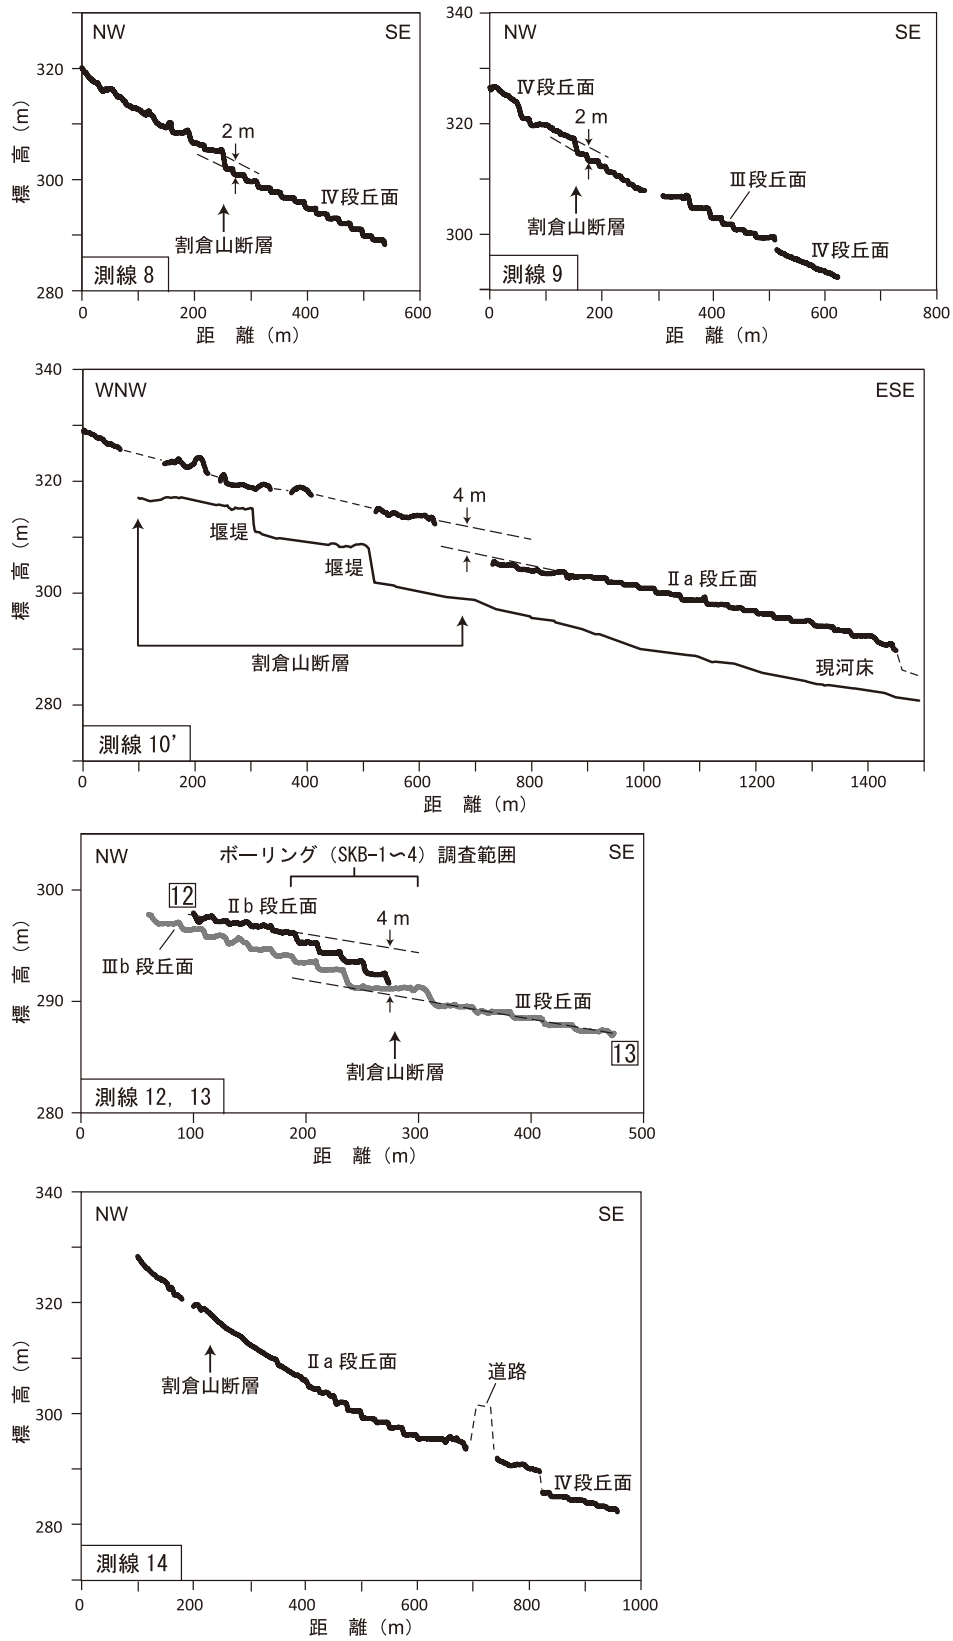 NW
SE
320
300
280
標 高 (m)
2 m
Ⅳ段丘面
割倉山断層
測線 8
0
200
400
600
距 離 (m)
340
NW
SE
320
300
Ⅳ段丘面
2 m
Ⅲ段丘面
割倉山断層
Ⅳ段丘面
測線 9
0
200
400
600
800
距 離 (m)
340
WNW
ESE
320
300
280
標 高 (m)
4 m
堰堤
堰堤
Ⅱa 段丘面
割倉山断層
現河床
測線 10’
0
200
400
600
800
1000
1200
1400
距 離 (m)
NW
ボーリング (SKB-1〜4) 調査範囲
SE
300
290
280
標 高 (m)
12
Ⅱb 段丘面
4 m
Ⅲb 段丘面
Ⅲ段丘面
13
割倉山断層
測線 12, 13
0
100
200
300
400
500
距 離 (m)
340
NW
SE
320
300
280
標 高 (m)
Ⅱa 段丘面
割倉山断層
道路
Ⅳ段丘面
測線 14
0
200
400
600
800
1000
距 離 (m)